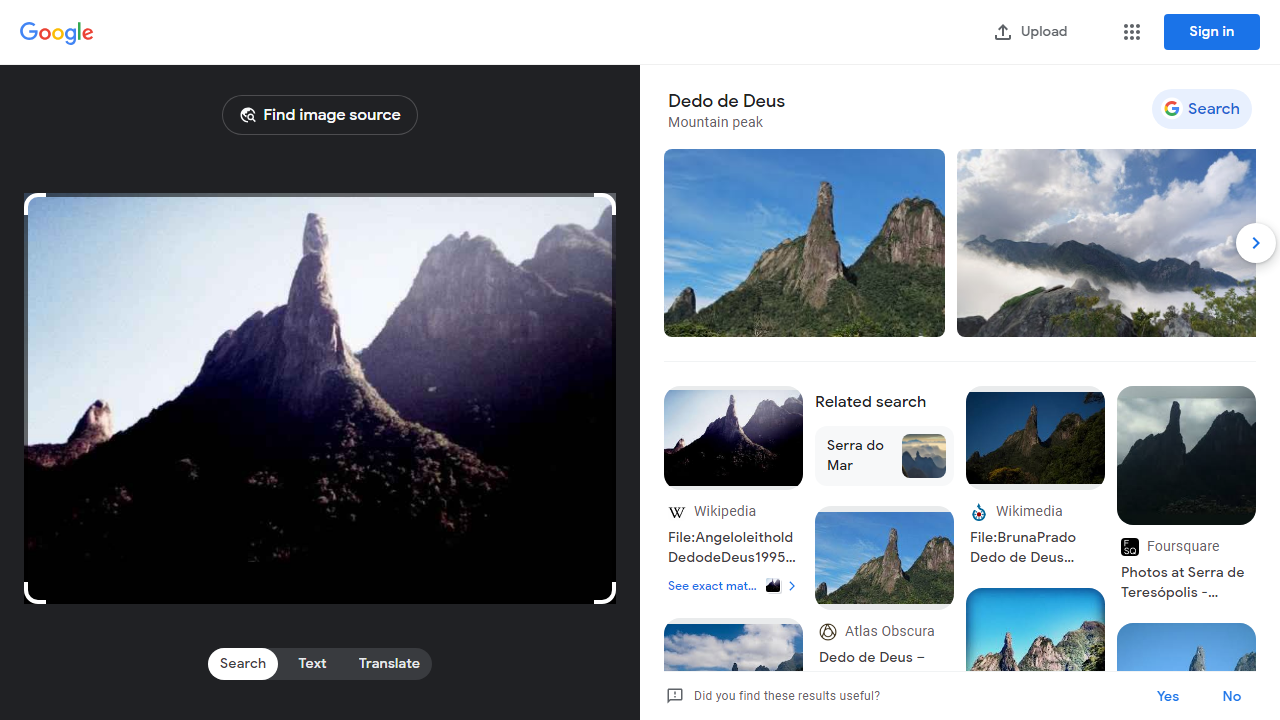 Google
Upload
Sign in
Find image source
Search
Text
Translate
Dedo de Deus
Mountain peak
Search
Wikipedia
File:Angeloleithold
DedodeDeus1995...
See exact mat...
Related search
Serra do
Mar
Atlas Obscura
Dedo de Deus –
Wikimedia
File:BrunaPrado
Dedo de Deus...
Foursquare
Photos at Serra de
Teresópolis -...
Did you find these results useful?
Yes
No